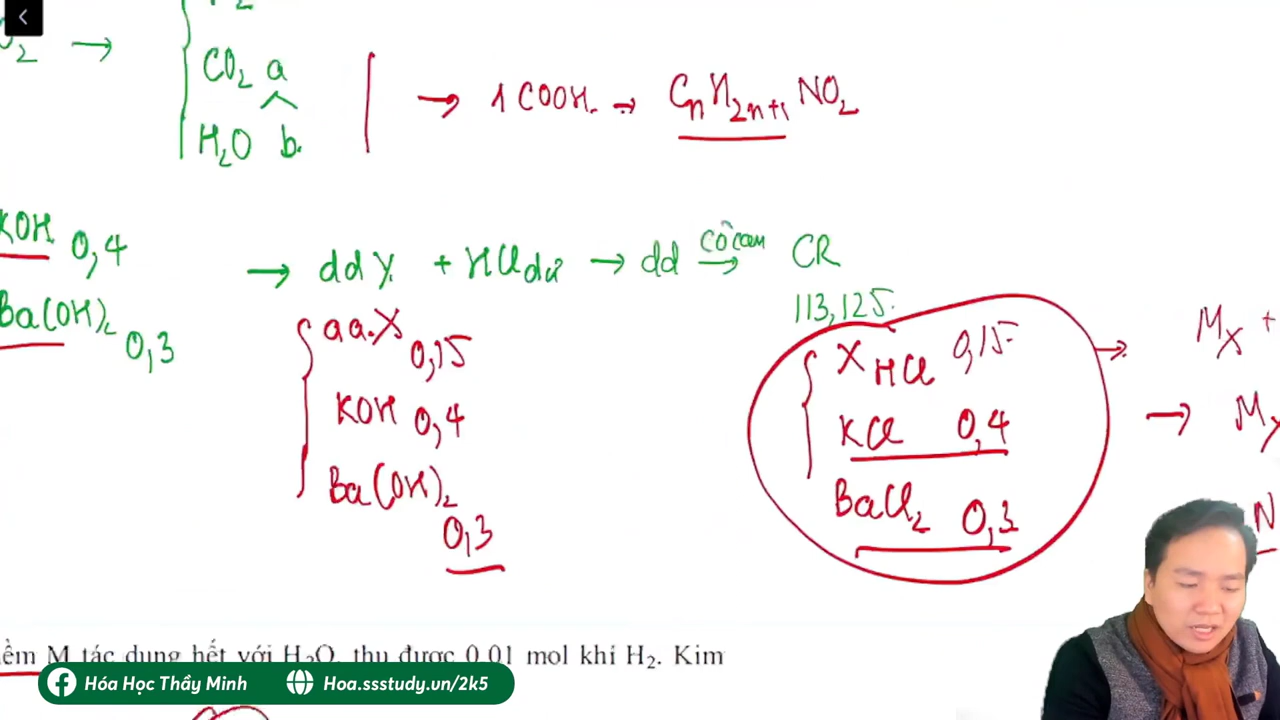 CO2 a
→ 1 COOH → CnH2n+1 NO2
H2O b
KOH 0,4
→ dd Y + HCl dư → dd cô cạn → CR
113,125
Ba(OH)2 0,3
aa.X 0,15
KOH 0,4
Ba(OH)2 0,3
XHCl 0,15
KCl 0,4
BaCl2 0,3
→ MX +
→ MX
N
M tác dụng hết với H2O, thu được 0,01 mol khí H2. Kim
Hóa Học Thầy Minh Hoa.ssstudy.vn/2k5